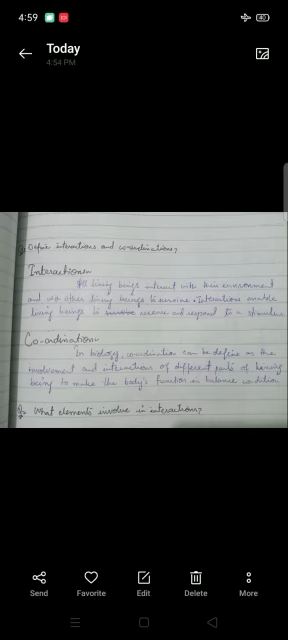 4:59
Today
4:54 PM
Define interactions and co-ordinations?
Interaction:
All living beings interact with their environment
and use other living beings to survive. Interactions enable
living beings to receive and respond to a stimulus
Co-ordination:
In biology, co-ordination can be define as the
involvement and interactions of different parts of
being to make the body's function in balance condition
Q: What elements involve in interactions?
Send
Favorite
Edit
Delete
More